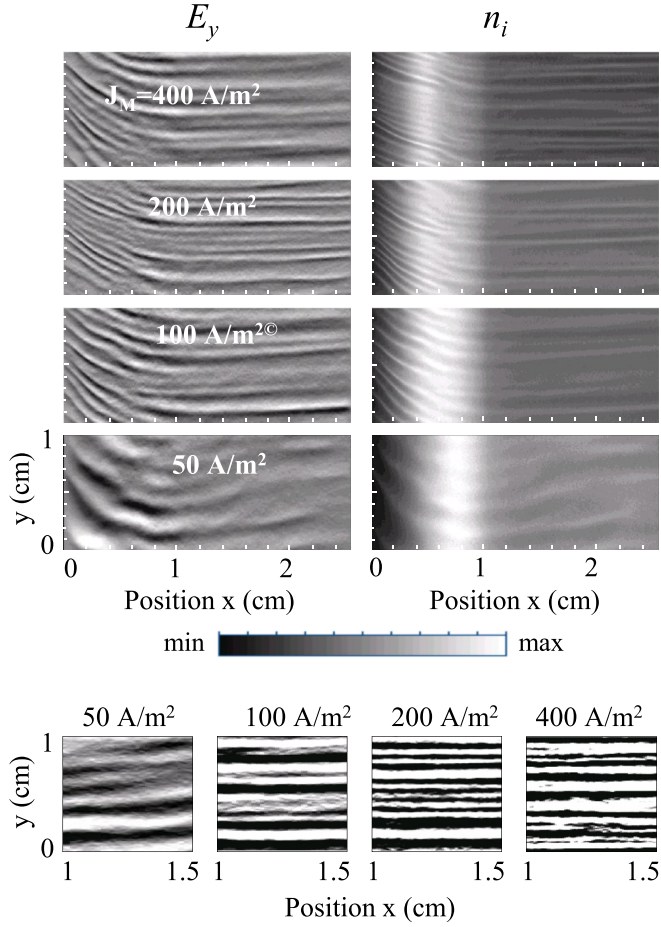 E_y n_i
J_M=400 A/m²
200 A/m²
100 A/m²©
50 A/m²
1
y (cm)
0
0 1 2 0 1 2
Position x (cm) Position x (cm)
min max
50 A/m² 100 A/m² 200 A/m² 400 A/m²
1
y (cm)
0
1 1.5 1 1.5 1 1.5 1 1.5
Position x (cm)